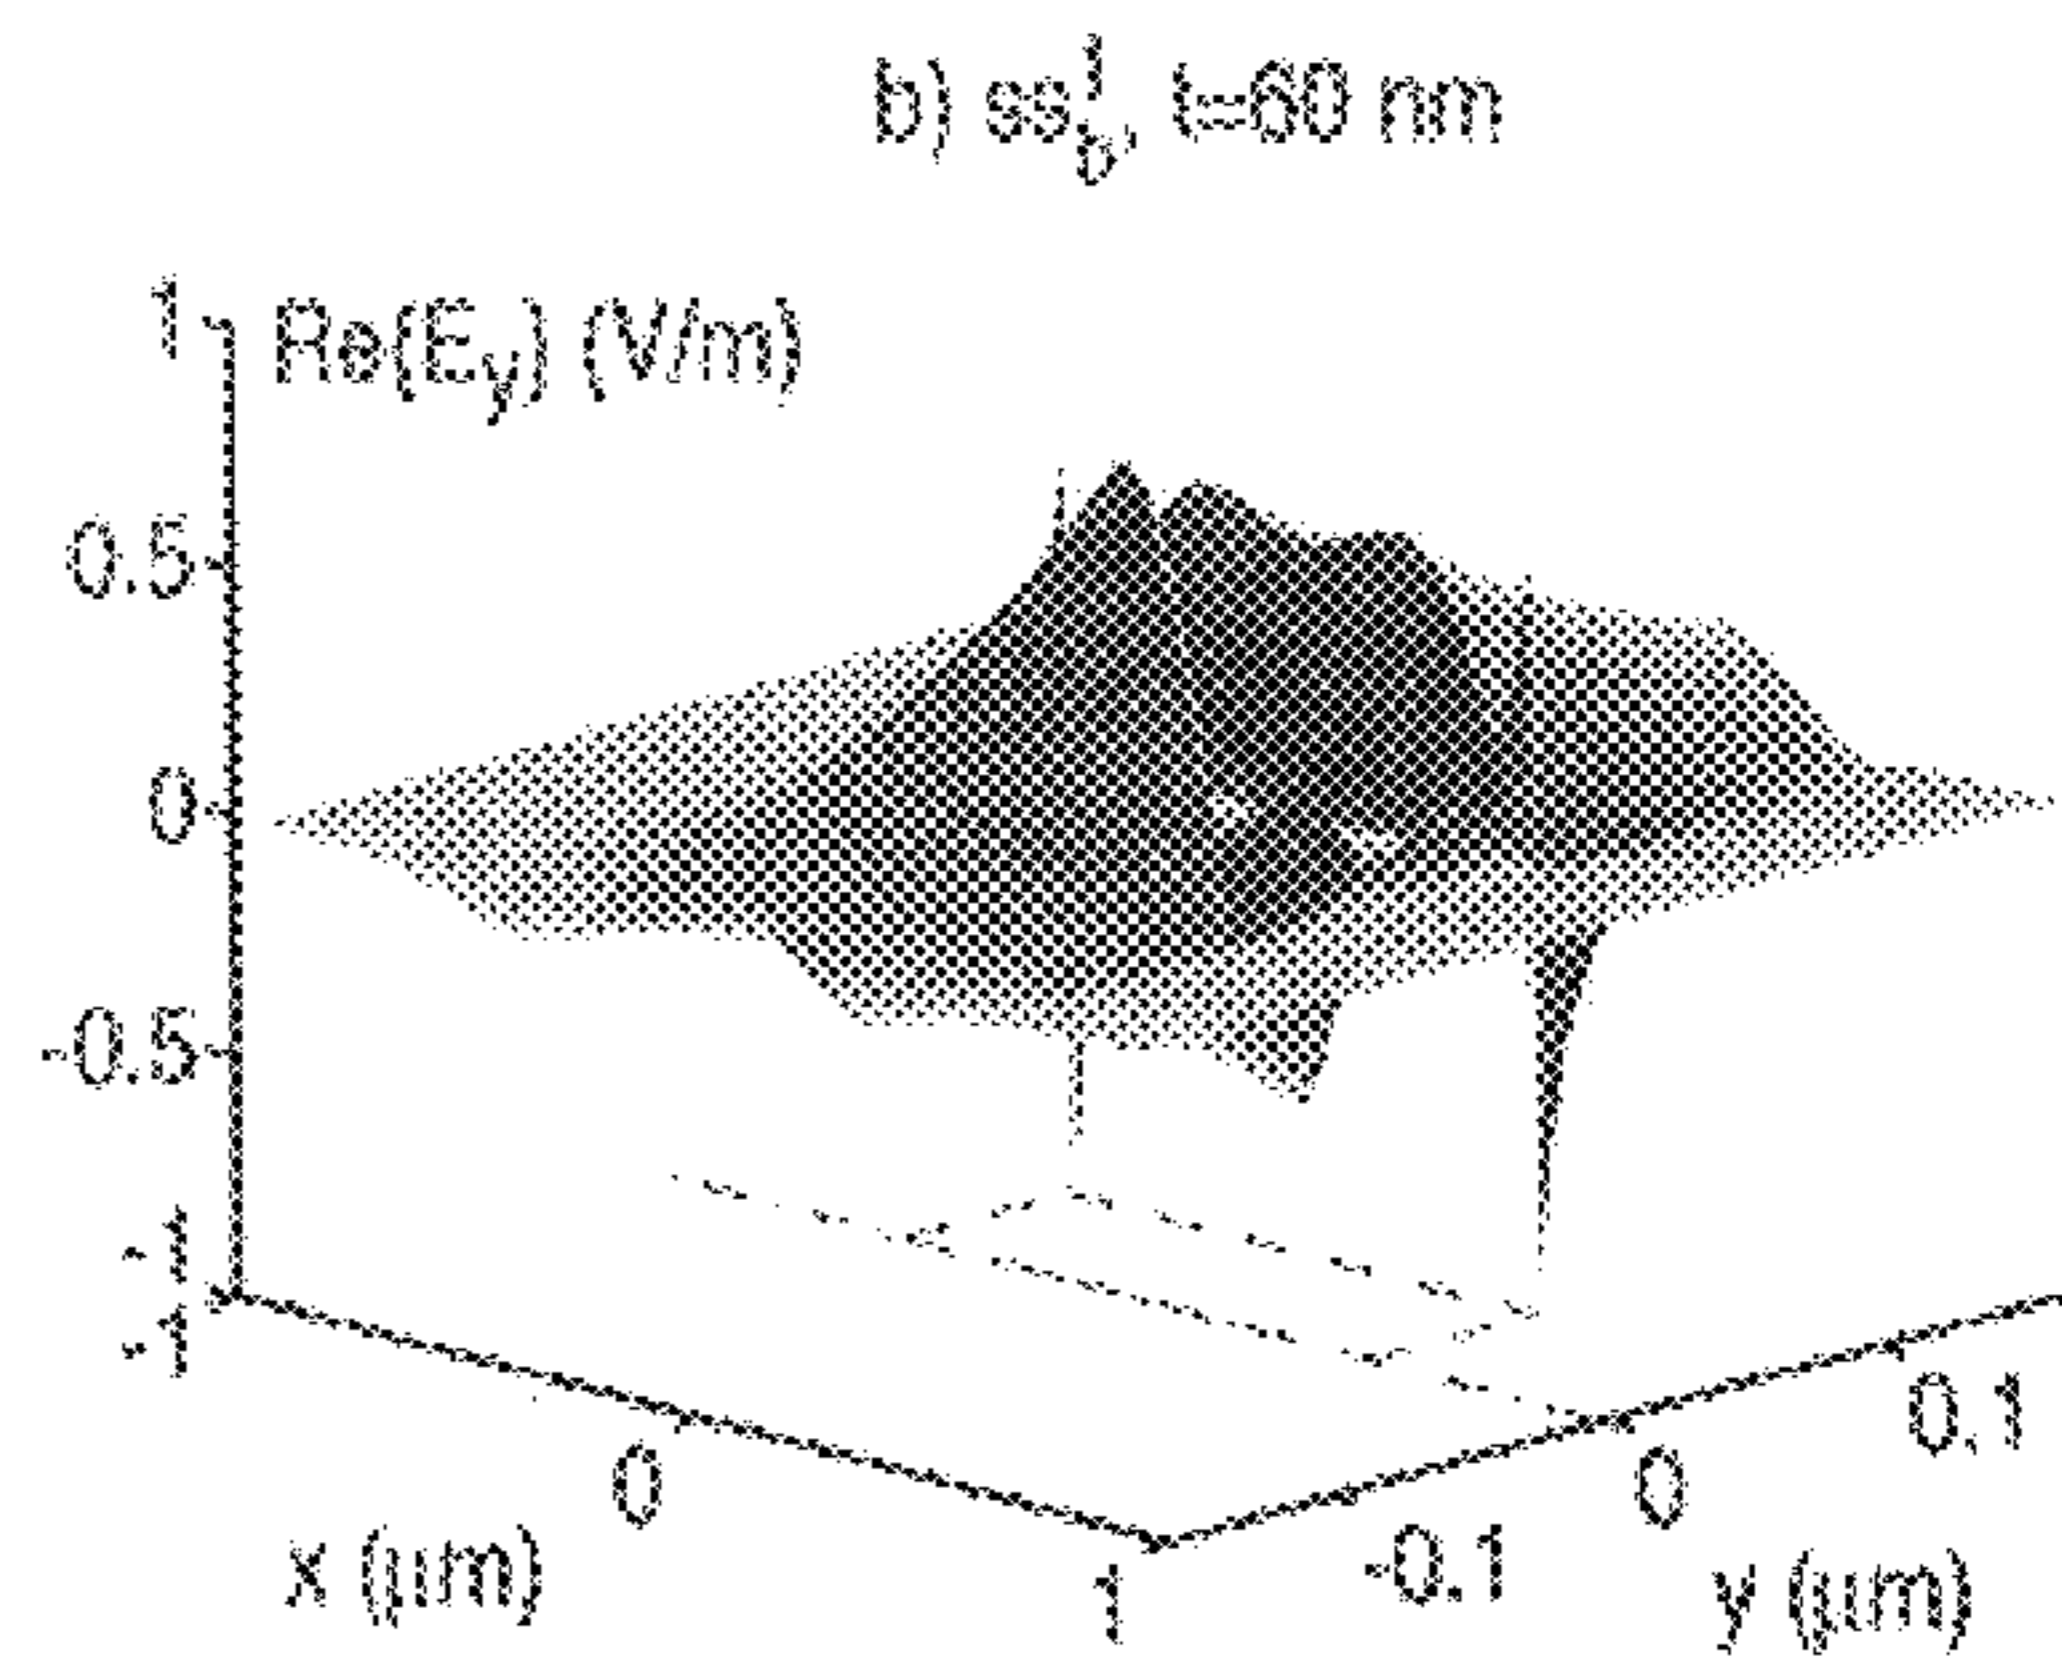 b) ss_b^1, t=60 nm
Re(E_y) (V/m)
1
0.5
0
-0.5
-1
-1
0
1
x (μm)
-0.1
0
0.1
y (μm)